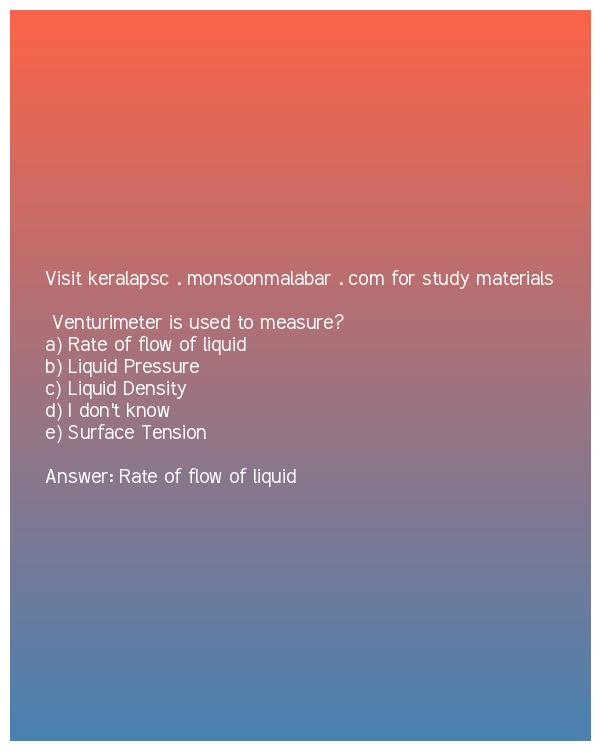 Visit keralapsc . monsoonmalabar . com for study materials
Venturimeter is used to measure?
a) Rate of flow of liquid
b) Liquid Pressure
c) Liquid Density
d) I don't know
e) Surface Tension
Answer: Rate of flow of liquid